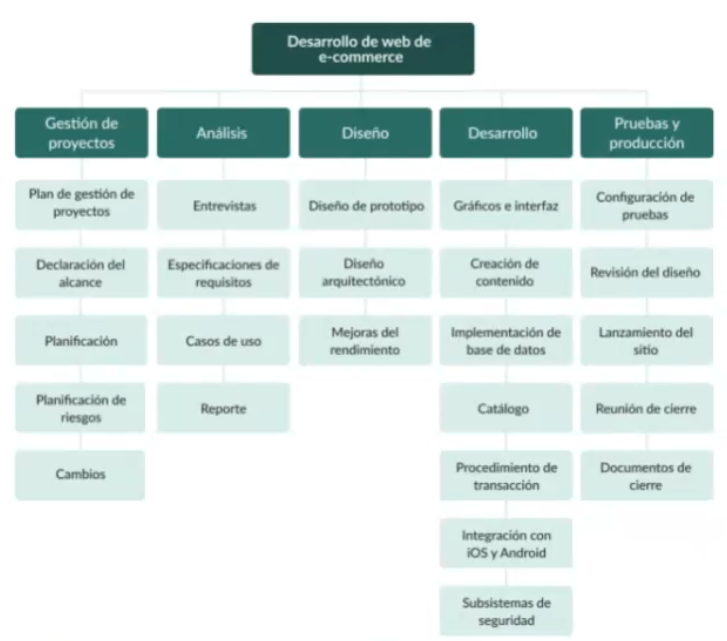 Desarrollo de web de
e-commerce
Gestión de
proyectos
Análisis
Diseño
Desarrollo
Pruebas y
producción
Plan de gestión de
proyectos
Declaración del
alcance
Planificación
Planificación de
riesgos
Cambios
Entrevistas
Especificaciones de
requisitos
Casos de uso
Reporte
Diseño de prototipo
Diseño
arquitectónico
Mejoras del
rendimiento
Gráficos e interfaz
Creación de
contenido
Implementación de
base de datos
Catálogo
Procedimiento de
transacción
Integración con
iOS y Android
Subsistemas de
seguridad
Configuración de
pruebas
Revisión del diseño
Lanzamiento del
sitio
Reunión de cierre
Documentos de
cierre